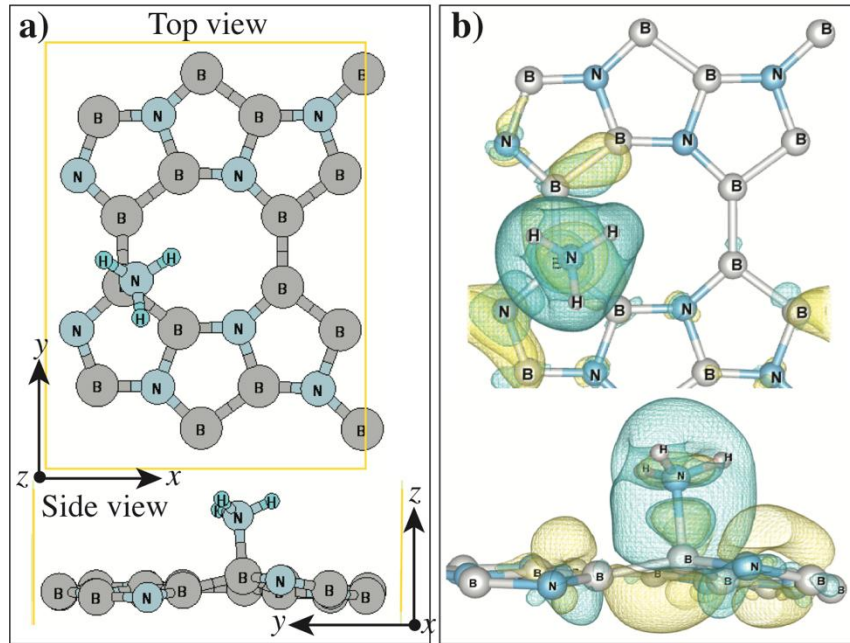 a)
Top view
B B
B N B N
N B N B
B B
H H
N
B B
H
N B N B
B N B N
B B
y
z x
Side view
z
H H H
N
B B N B B N B B
y x
b)
B B
B N B N
N B N B
B B
H H
N
B B
H
N B N B
B N B N
H H
H N
B N
N B N B B B B B B